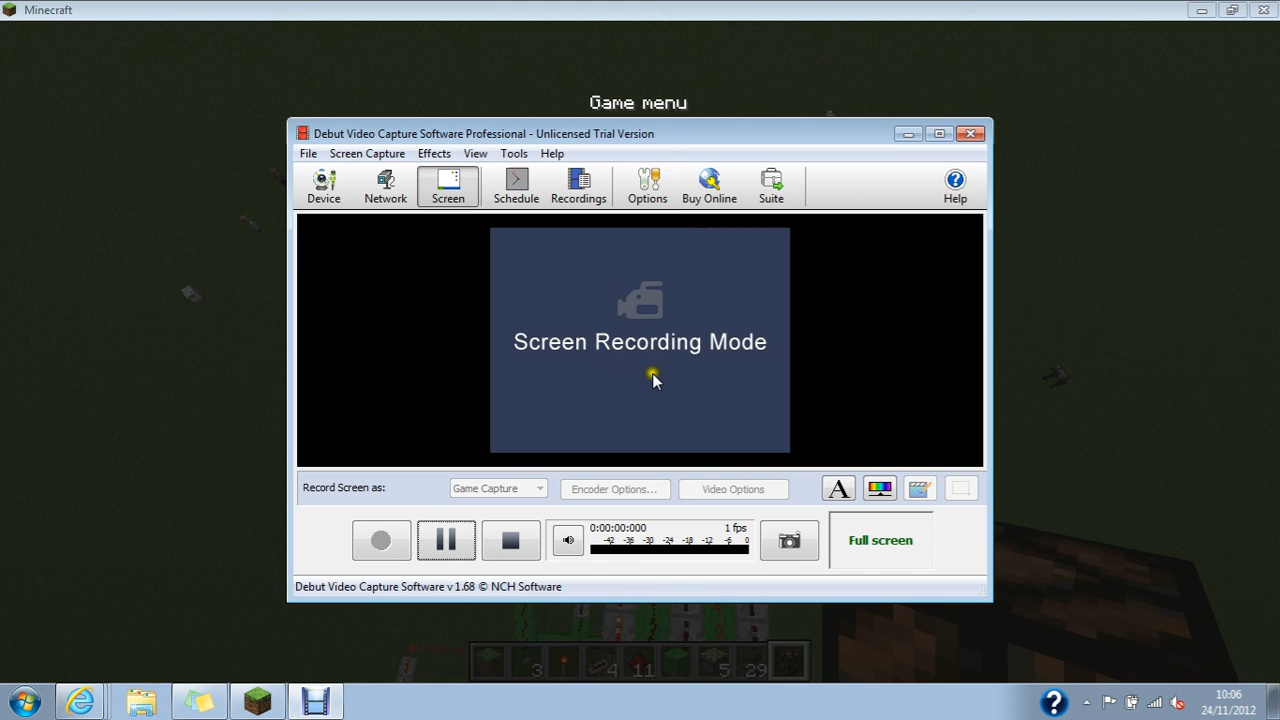 Minecraft
Game menu
Debut Video Capture Software Professional - Unlicensed Trial Version
File Screen Capture Effects View Tools Help
Device Network Screen Schedule Recordings Options Buy Online Suite Help
Screen Recording Mode
Record Screen as: Game Capture Encoder Options... Video Options A
0:00:00:000 1 fps
-42 -36 -30 -24 -18 -12 -6 0
Full screen
Debut Video Capture Software v 1.68 © NCH Software
3 4 11 5 29
10:06
24/11/2012